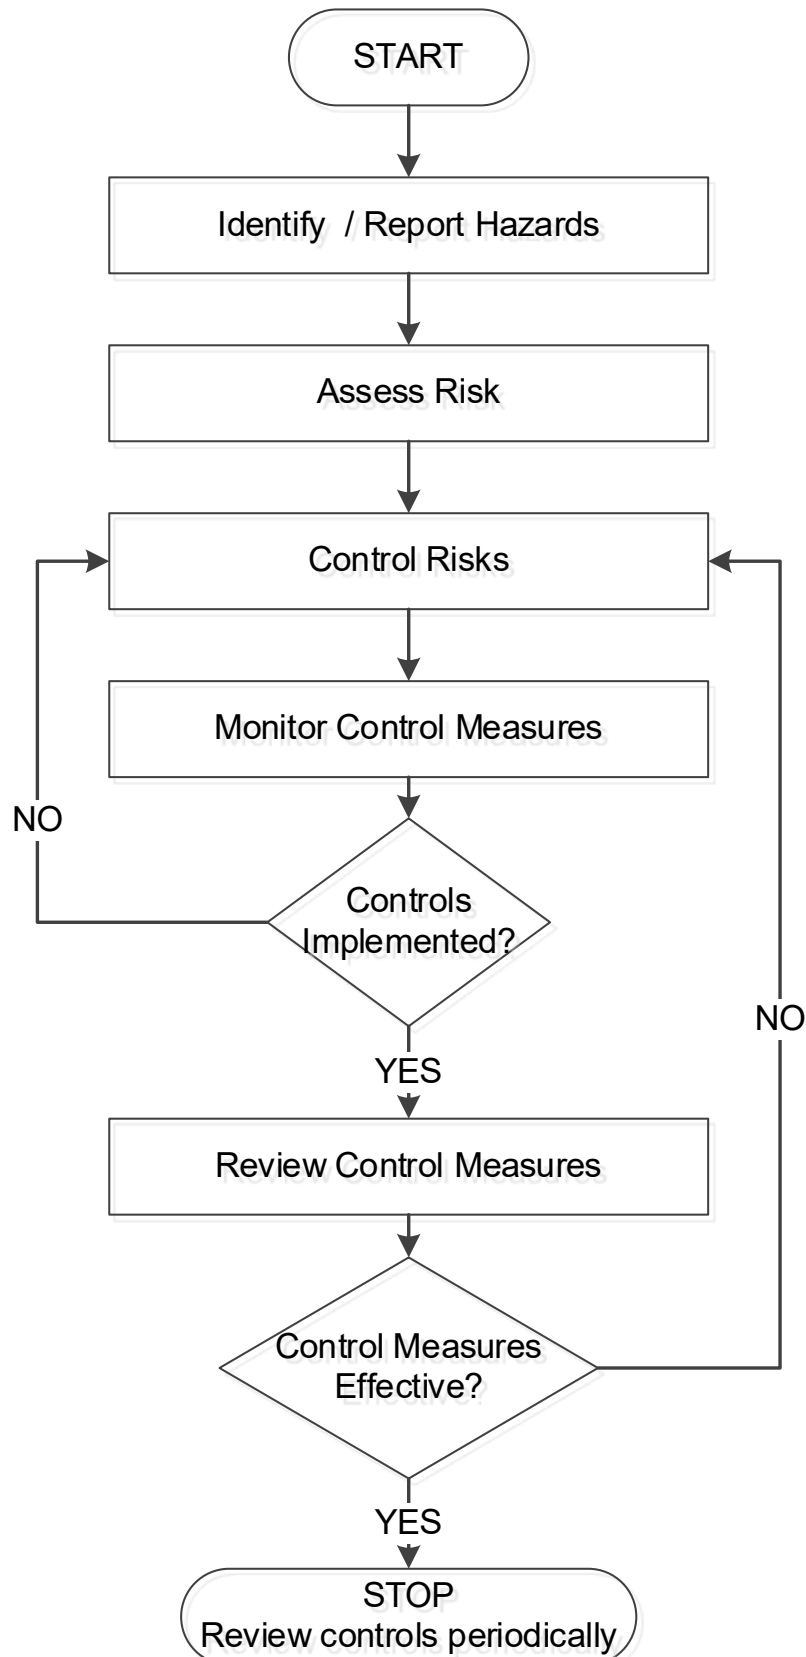 START
Identify / Report Hazards
Assess Risk
Control Risks
Monitor Control Measures
NO
Controls
Implemented?
NO
YES
Review Control Measures
Control Measures
Effective?
YES
STOP
Review controls periodically